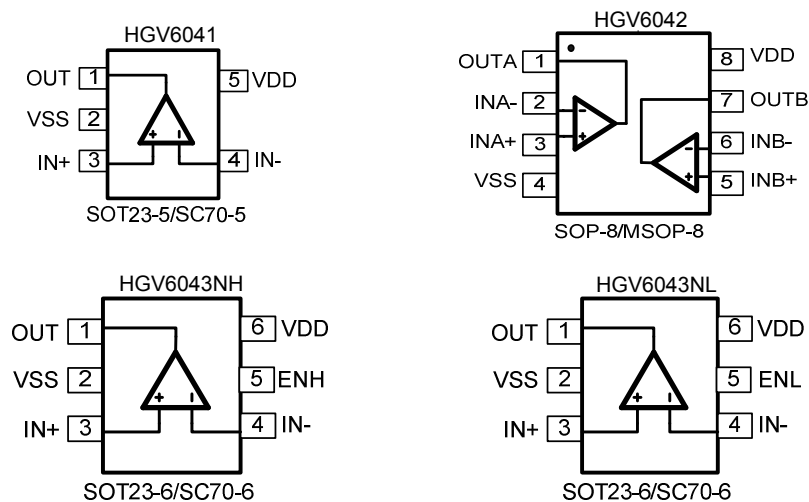 HGV6041
OUT 1 5 VDD
VSS 2
IN+ 3 4 IN-
+ -
SOT23-5/SC70-5
HGV6042
OUTA 1 8 VDD
INA- 2 7 OUTB
INA+ 3 6 INB-
VSS 4 5 INB+
- +
- +
SOP-8/MSOP-8
HGV6043NH
OUT 1 6 VDD
VSS 2 5 ENH
IN+ 3 4 IN-
+ -
SOT23-6/SC70-6
HGV6043NL
OUT 1 6 VDD
VSS 2 5 ENL
IN+ 3 4 IN-
+ -
SOT23-6/SC70-6